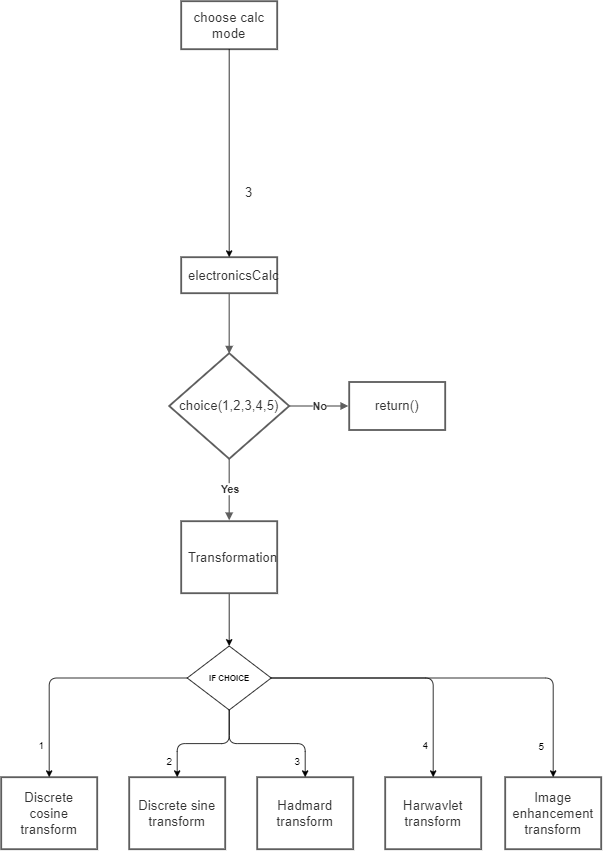 choose calc
mode
3
electronicsCalc
choice(1,2,3,4,5)
No
return()
Yes
Transformation
IF CHOICE
1
2
3
4
5
Discrete
cosine
transform
Discrete sine
transform
Hadmard
transform
Harwavlet
transform
Image
enhancement
transform